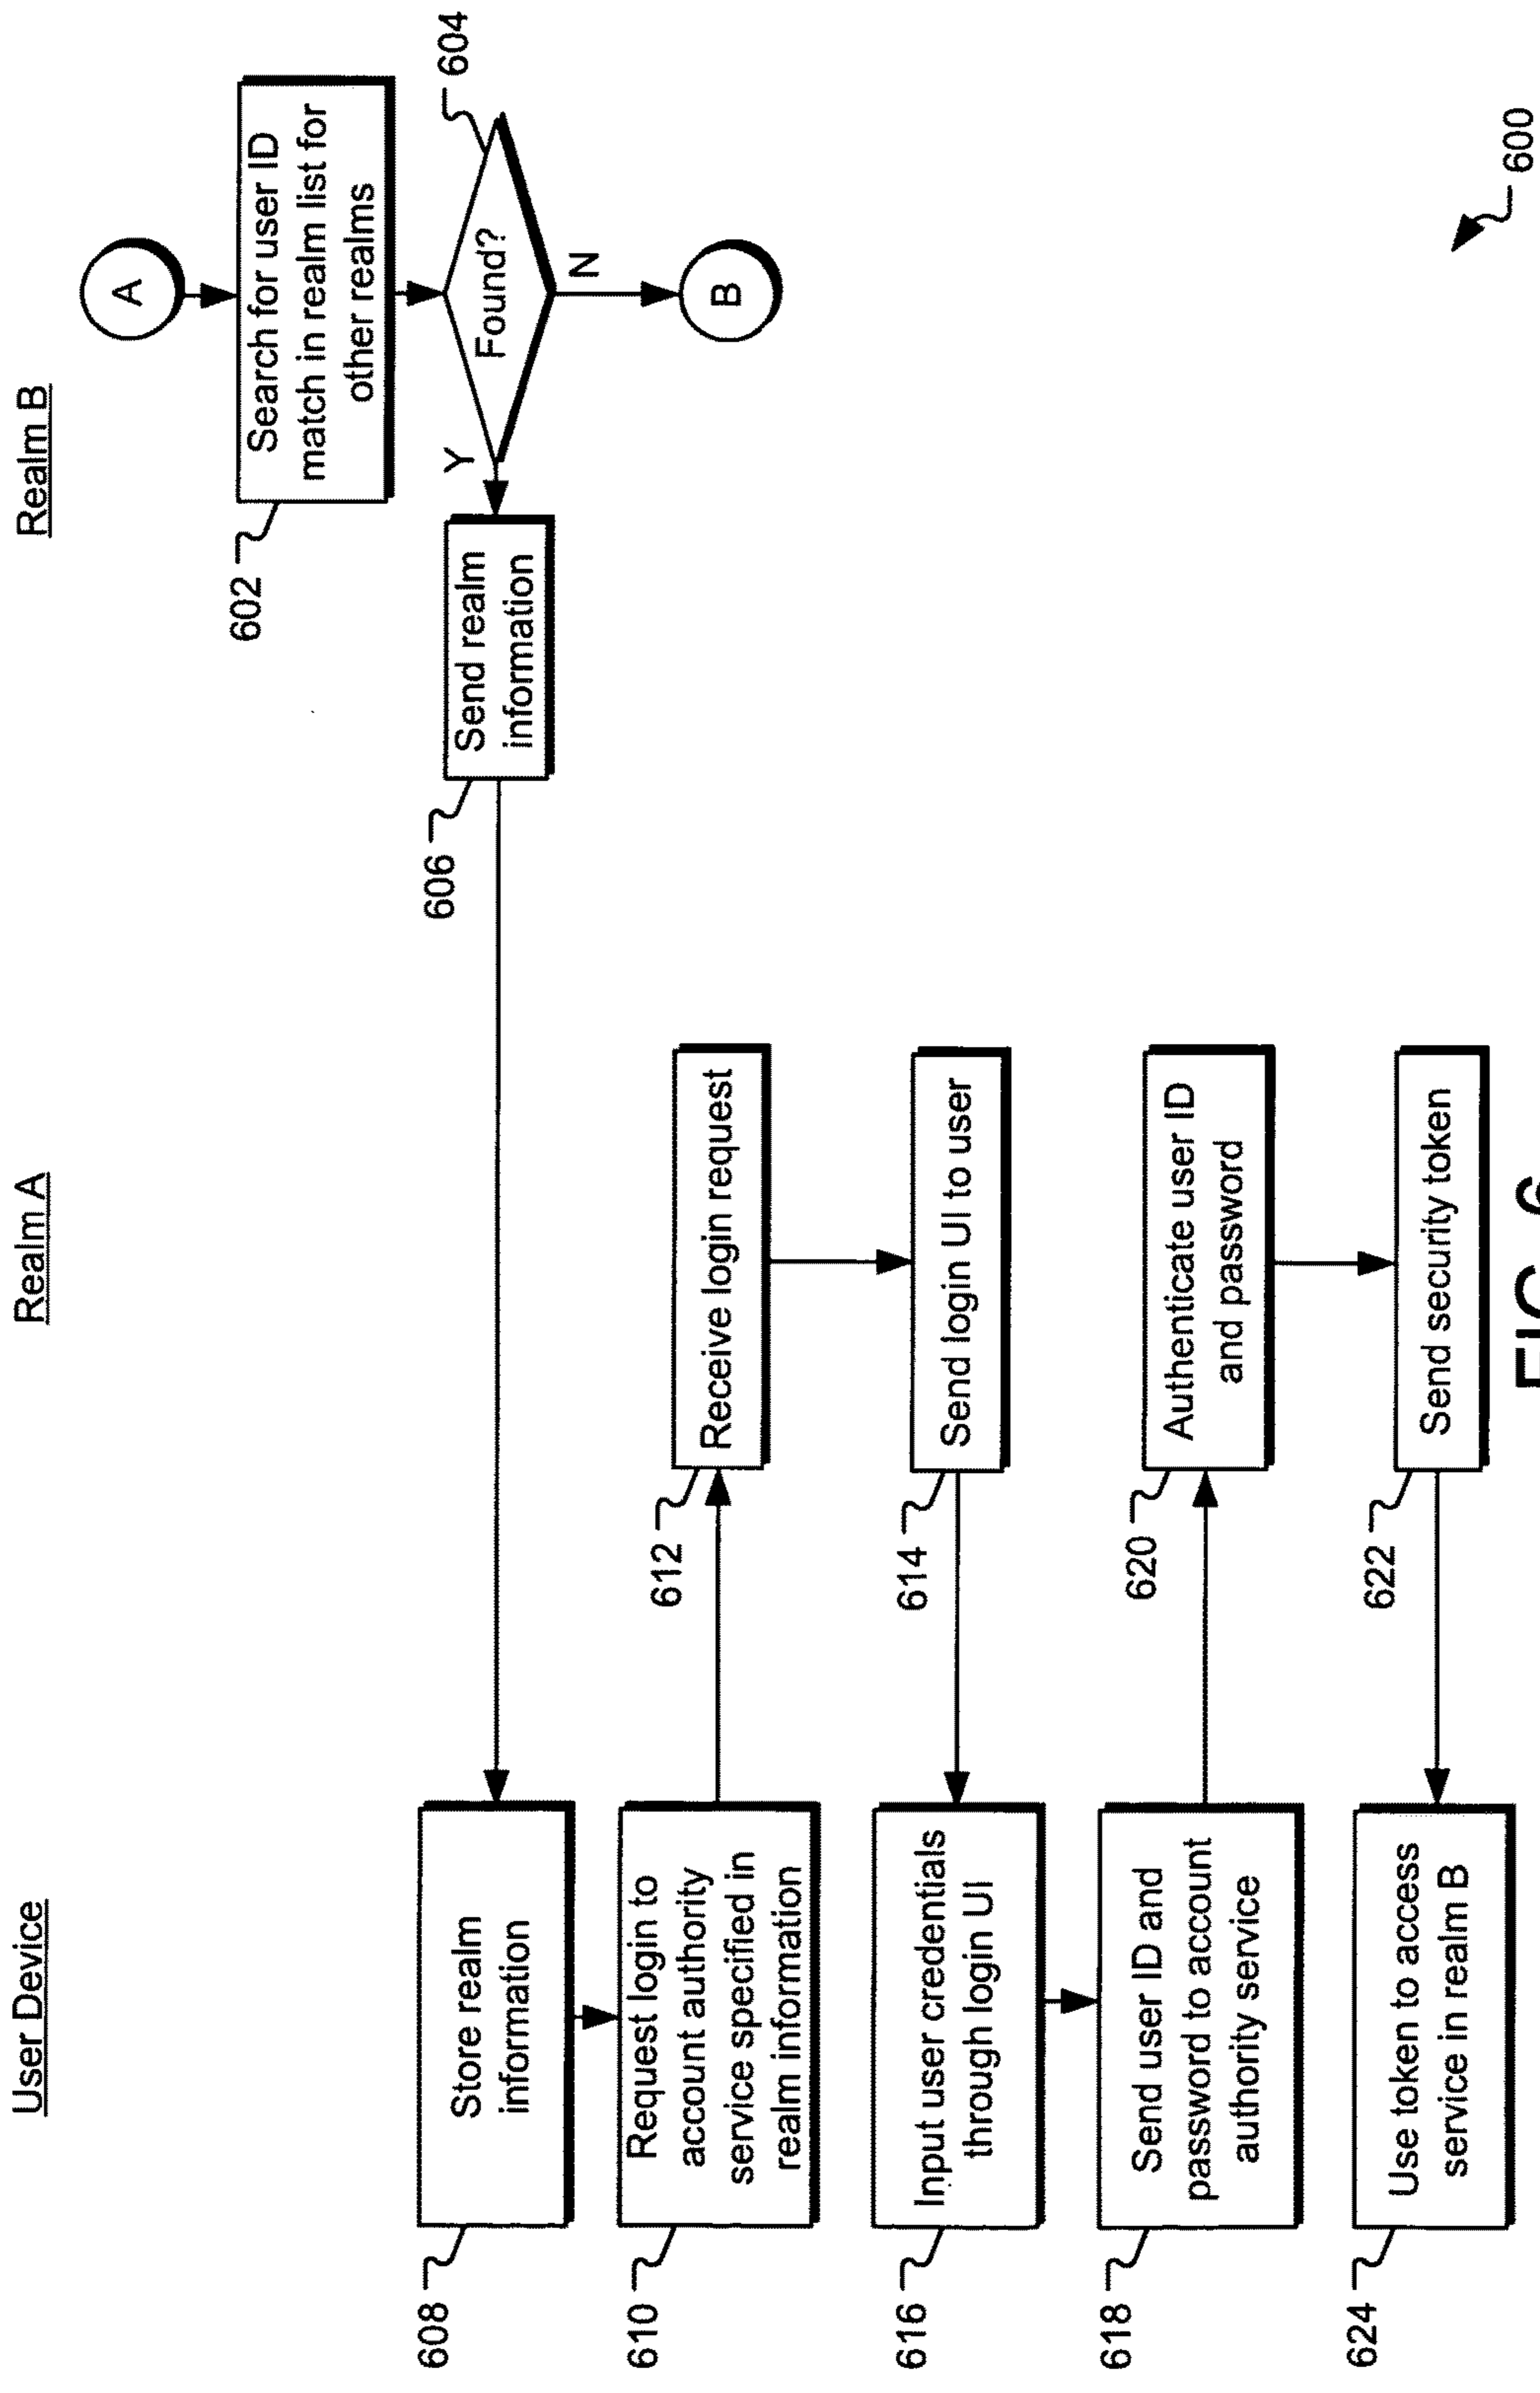 User Device
Realm A
Realm B
A
Search for user ID
match in realm list for
other realms
602
Found?
604
Y
N
B
Send realm
information
606
Store realm
information
608
Request login to
account authority
service specified in
realm information
610
Receive login request
612
Send login UI to user
614
Input user credentials
through login UI
616
Send user ID and
password to account
authority service
618
Authenticate user ID
and password
620
Send security token
622
Use token to access
service in realm B
624
600